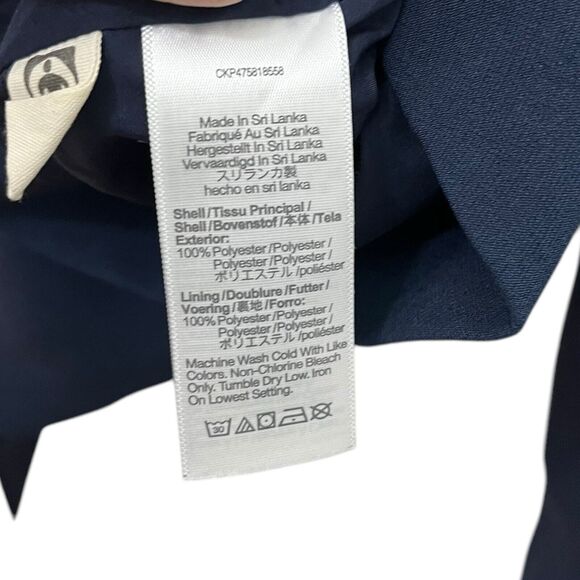 CKP475818558
Made In Sri Lanka
Fabriqué Au Sri Lanka
Hergestellt In Sri Lanka
Vervaardigd In Sri Lanka
スリランカ製
hecho en sri lanka
Shell/Tissu Principal/
Shell/Bovenstof/本体/Tela
Exterior:
100%Polyester/Polyester/
Polyester/Polyester/
ポリエステル/poliéster
Lining/Doublure/Futter/
Voering/裏地/Forro:
100%Polyester/Polyester/
Polyester/Polyester/
ポリエステル/poliéster
Machine Wash Cold With Like
Colors. Non-Chlorine Bleach
Only. Tumble Dry Low. Iron
On Lowest Setting.
30